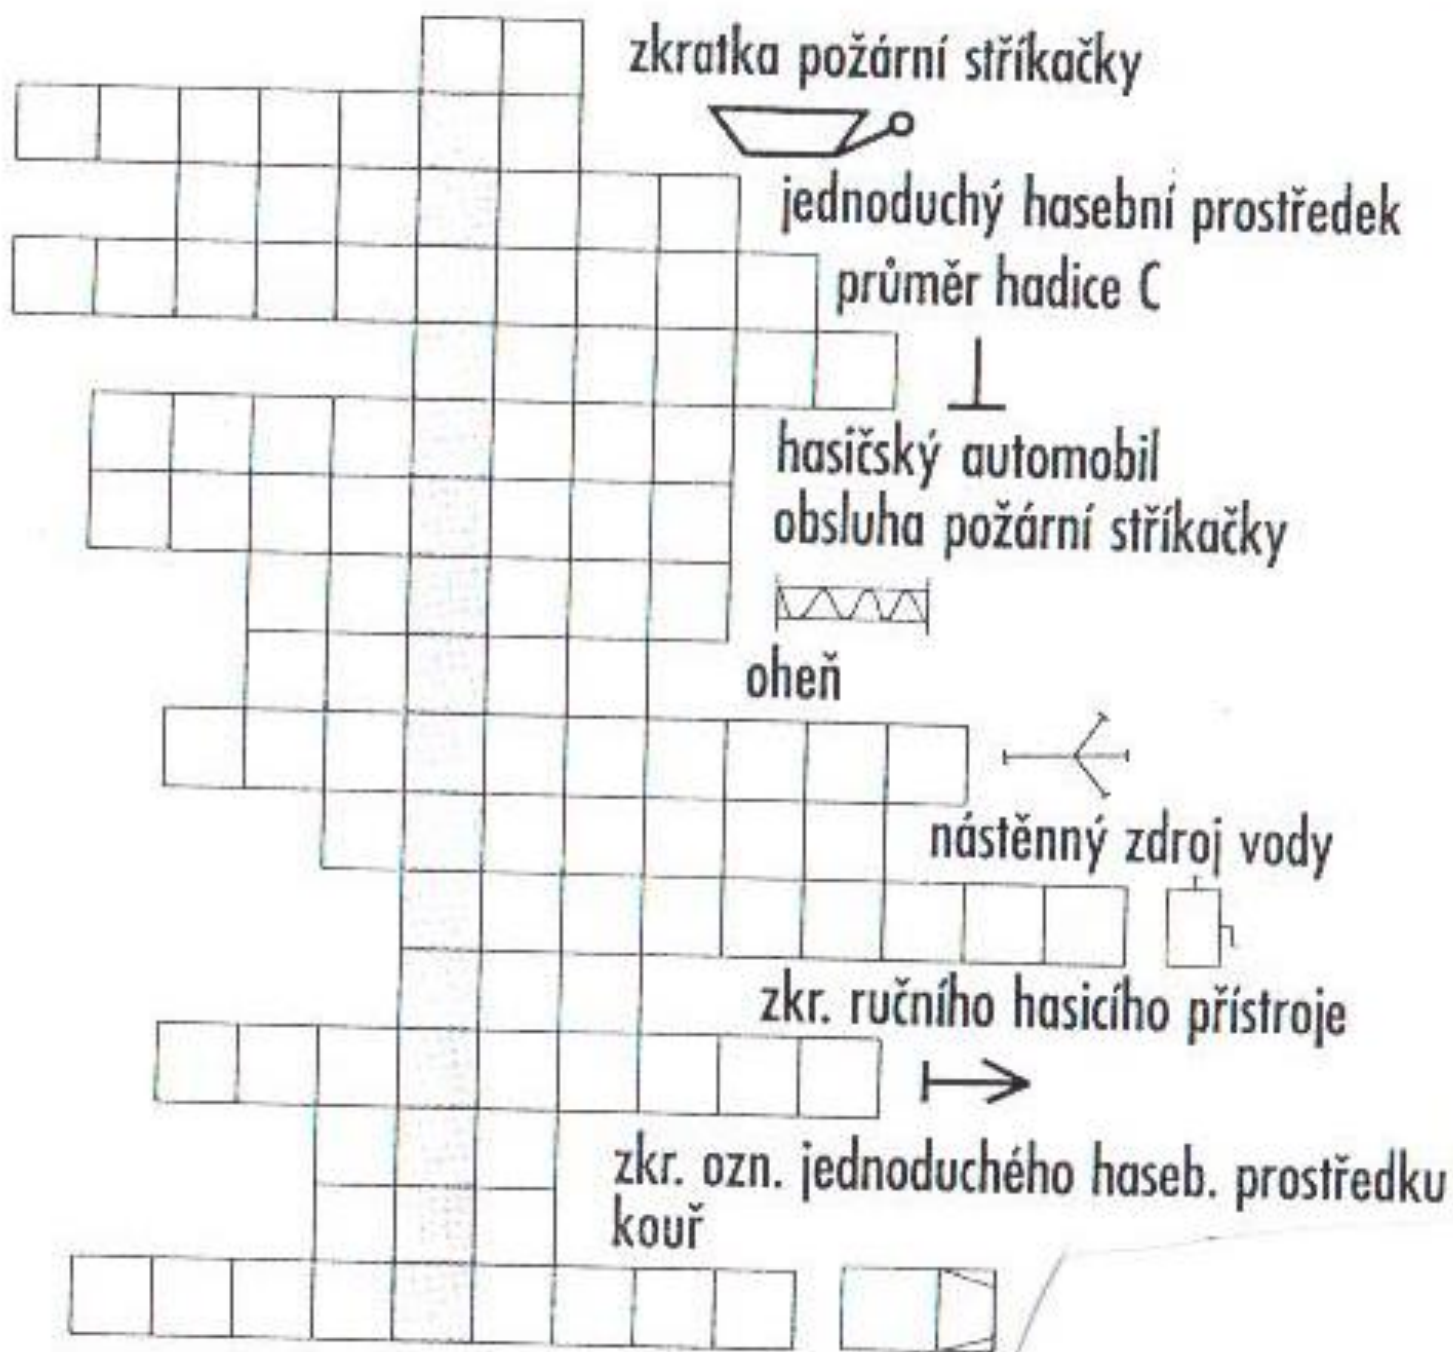 zkratka požární stříkačky
jednoduchý hasební prostředek
průměr hadice C
hasičský automobil
obsluha požární stříkačky
oheň
nástěnný zdroj vody
zkr. ručního hasicího přístroje
zkr. ozn. jednoduchého haseb. prostředku
kouř